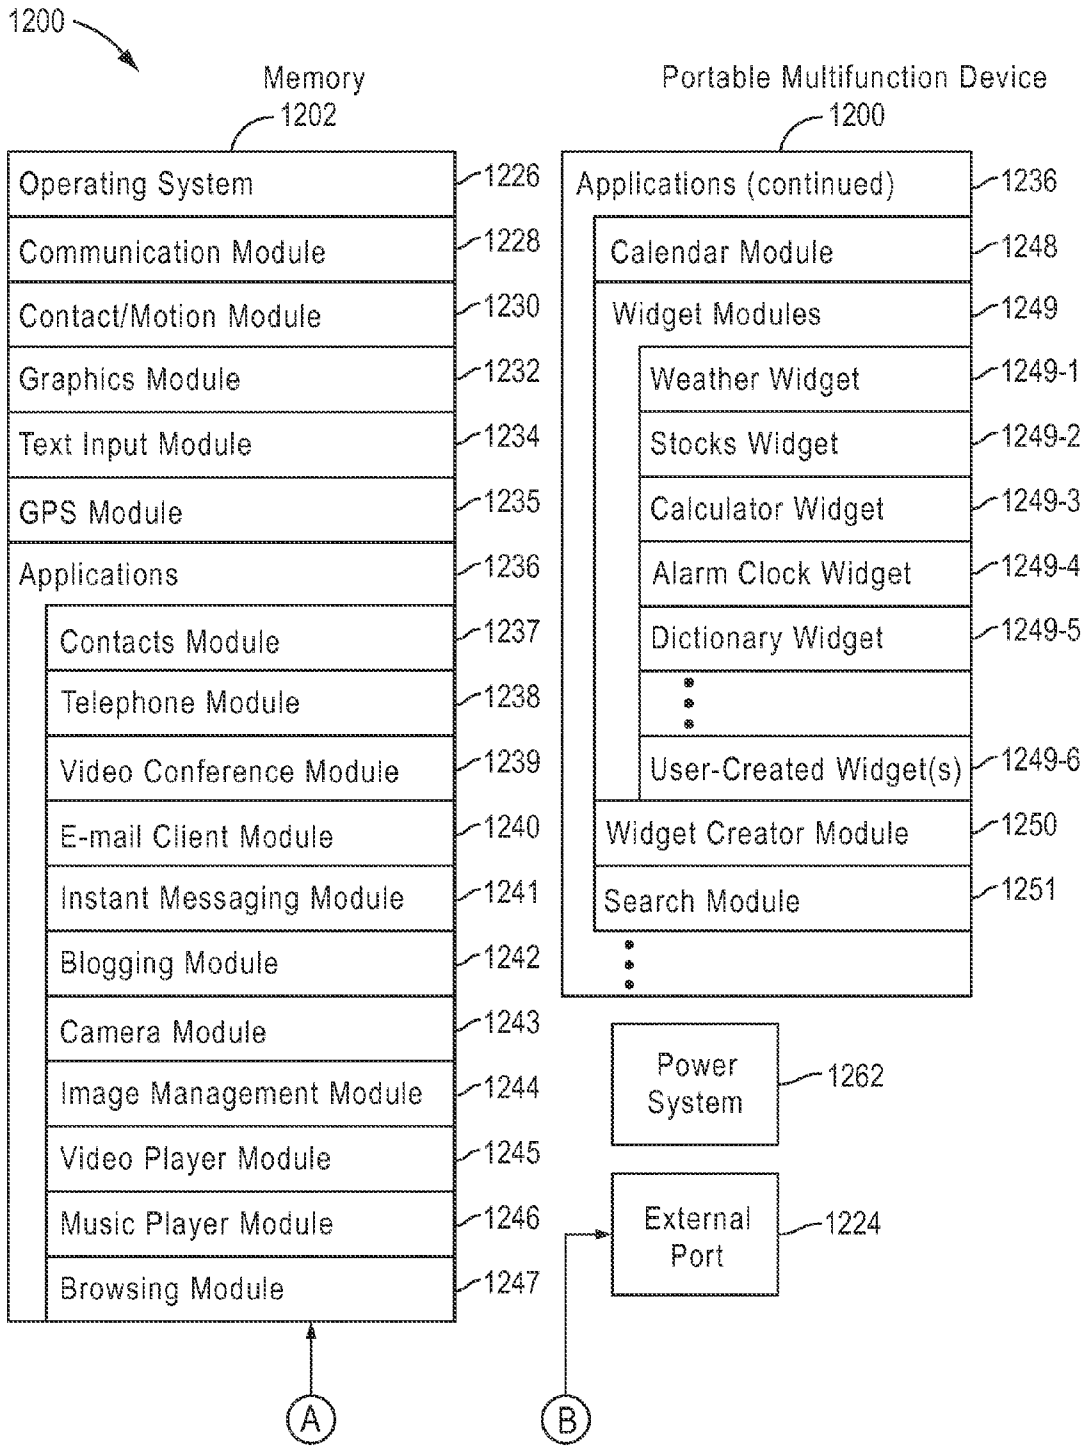 1200
Memory
1202
Operating System 1226
Communication Module 1228
Contact/Motion Module 1230
Graphics Module 1232
Text Input Module 1234
GPS Module 1235
Applications 1236
Contacts Module 1237
Telephone Module 1238
Video Conference Module 1239
E-mail Client Module 1240
Instant Messaging Module 1241
Blogging Module 1242
Camera Module 1243
Image Management Module 1244
Video Player Module 1245
Music Player Module 1246
Browsing Module 1247
A
Portable Multifunction Device
1200
Applications (continued) 1236
Calendar Module 1248
Widget Modules 1249
Weather Widget 1249-1
Stocks Widget 1249-2
Calculator Widget 1249-3
Alarm Clock Widget 1249-4
Dictionary Widget 1249-5
User-Created Widget(s) 1249-6
Widget Creator Module 1250
Search Module 1251
Power
System
1262
External
Port
1224
B